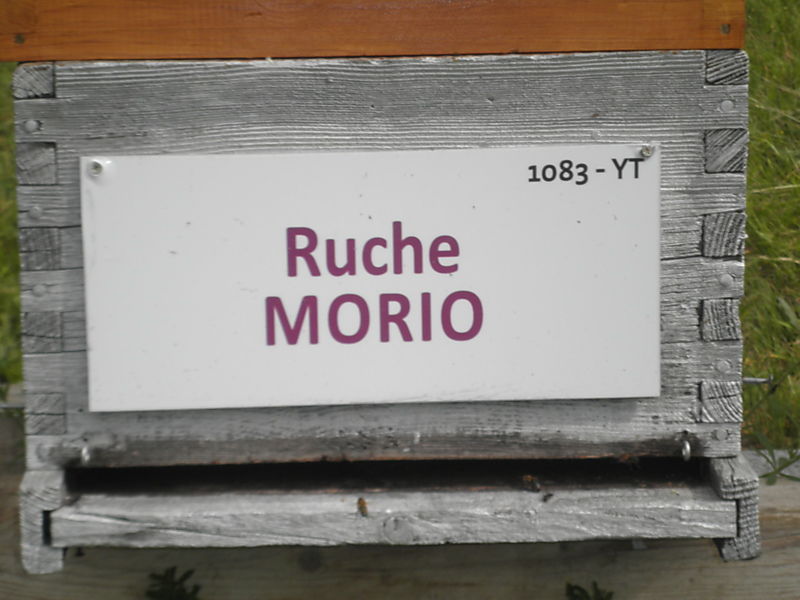 1083 - YT
Ruche
MORIO